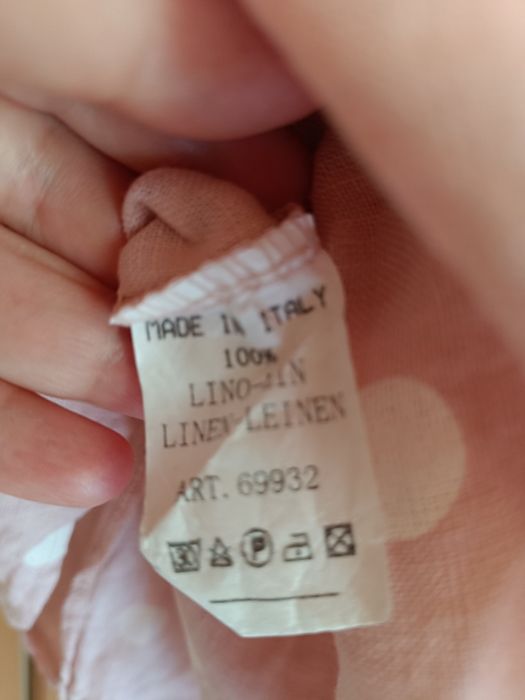 MADE IN ITALY
100%
LINO-LIN
LINEN-LEINEN
ART. 69932
P